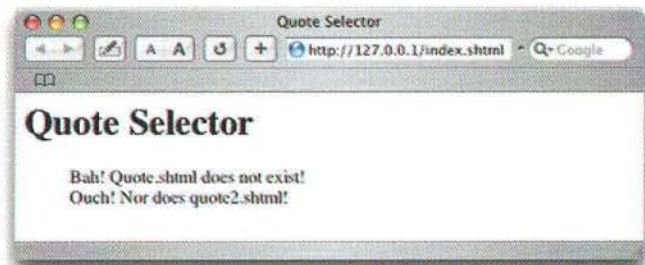 Quote Selector
A A + http://127.0.0.1/index.shtml Google
Quote Selector
Bah! Quote.shtml does not exist!
Ouch! Nor does quote2.shtml!